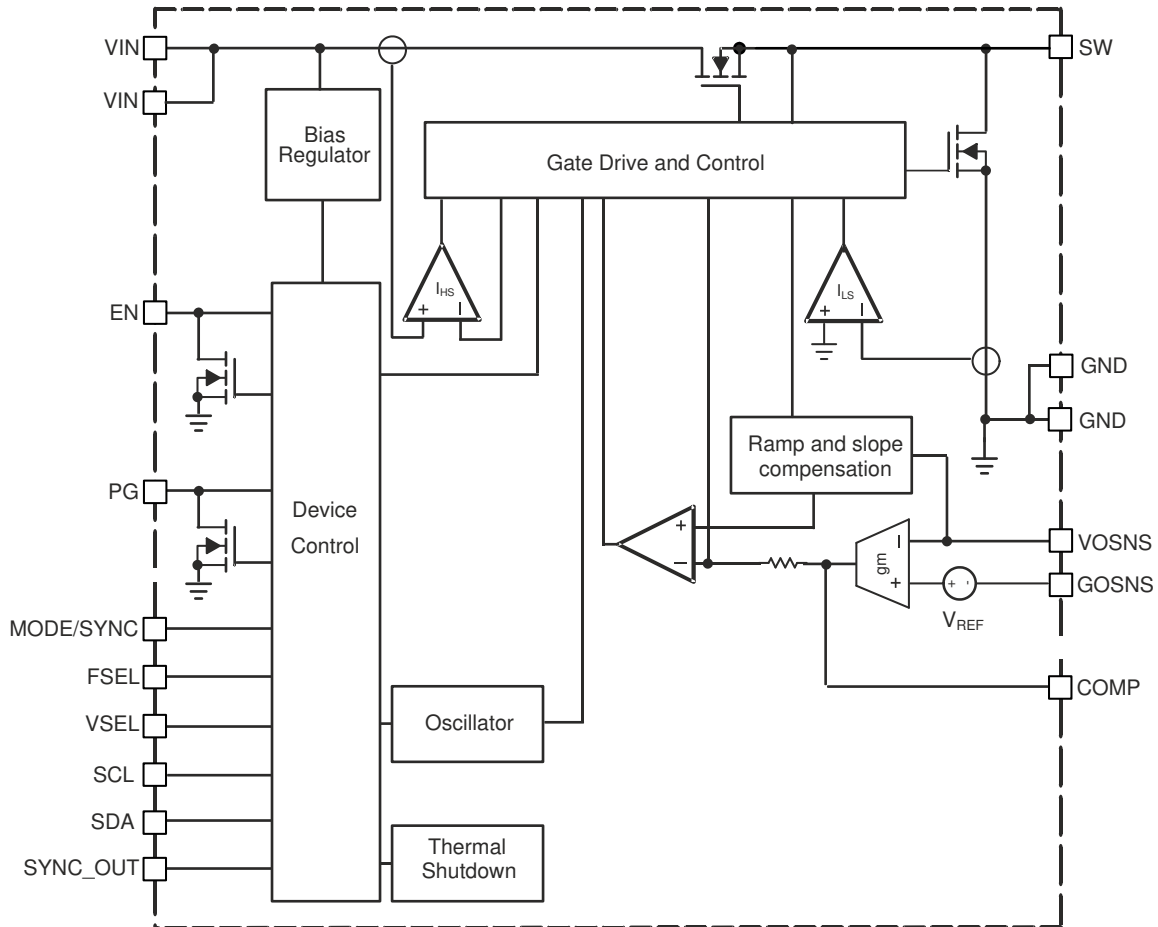 VIN
SW
VIN
Bias
Regulator
Gate Drive and Control
I_HS
+
−
I_LS
+
−
EN
GND
GND
Ramp and slope
compensation
PG
Device
Control
+
−
gm
−
+
+ -
V_REF
VOSNS
GOSNS
MODE/SYNC
FSEL
COMP
VSEL
Oscillator
SCL
SDA
Thermal
Shutdown
SYNC_OUT